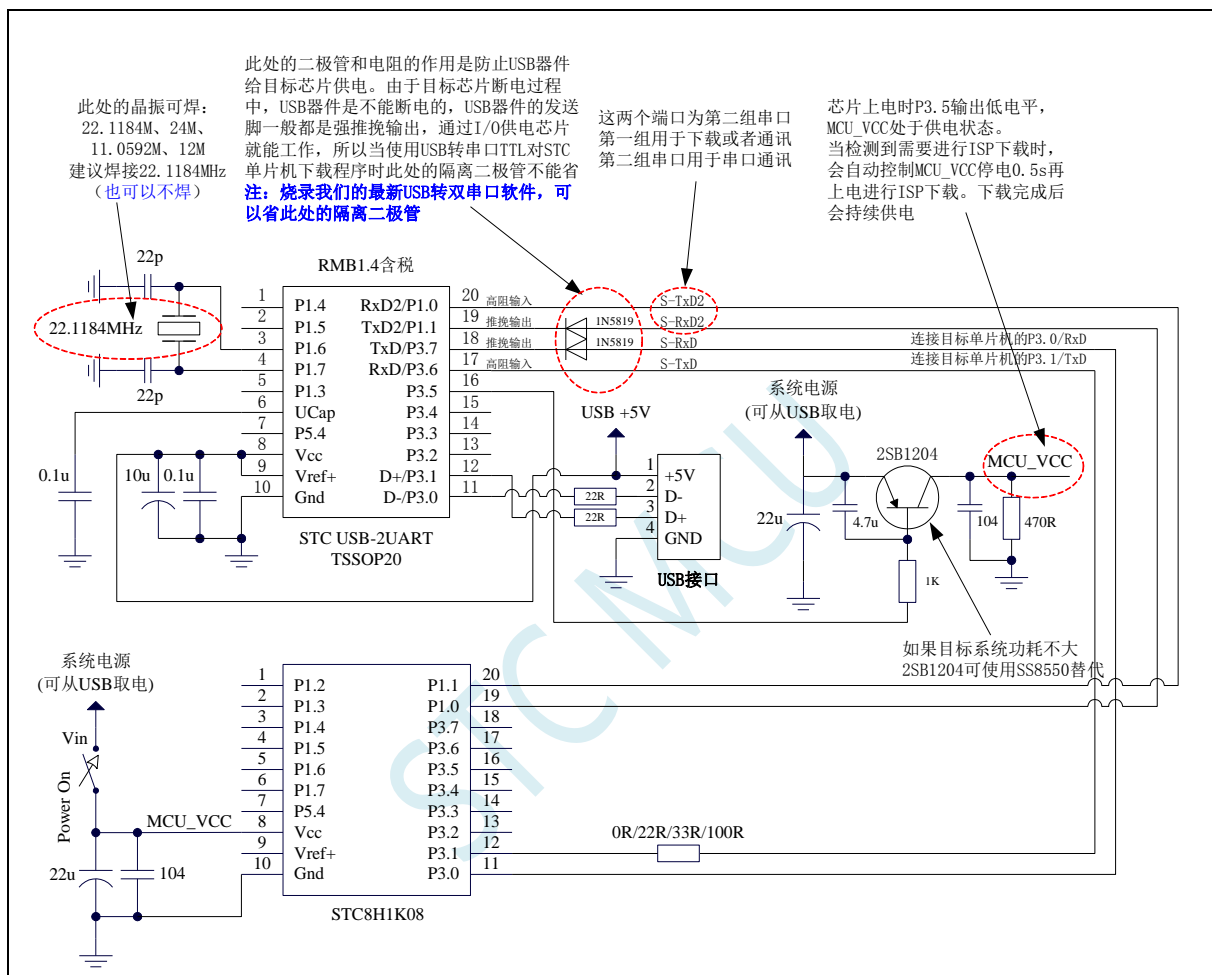 此处的二极管和电阻的作用是防止USB器件
给目标芯片供电。由于目标芯片断电过程
中，USB器件是不能断电的，USB器件的发送
脚一般都是强推挽输出，通过I/O供电芯片
就能工作，所以当使用USB转串口TTL对STC
单片机下载程序时此处的隔离二极管不能省
注：烧录我们的最新USB转双串口软件，可
以省此处的隔离二极管
此处的晶振可焊：
22.1184M、24M、
11.0592M、12M
建议焊接22.1184MHz
（也可以不焊）
这两个端口为第二组串口
第一组用于下载或者通讯
第二组串口用于串口通讯
芯片上电时P3.5输出低电平，
MCU_VCC处于供电状态。
当检测到需要进行ISP下载时，
会自动控制MCU_VCC停电0.5s再
上电进行ISP下载。下载完成后
会持续供电
22p
22.1184MHz
22p
RMB1.4含税
1 P1.4
2 P1.5
3 P1.6
4 P1.7
5 P1.3
6 UCap
7 P5.4
8 Vcc
9 Vref+
10 Gnd
RxD2/P1.0 20
TxD2/P1.1 19
TxD/P3.7 18
RxD/P3.6 17
P3.5 16
P3.4 15
P3.3 14
P3.2 13
D+/P3.1 12
D-/P3.0 11
STC USB-2UART
TSSOP20
高阻输入 S-TxD2
推挽输出 1N5819 S-RxD2
推挽输出 1N5819 S-RxD
高阻输入 S-TxD
连接目标单片机的P3.0/RxD
连接目标单片机的P3.1/TxD
0.1u
10u
0.1u
USB +5V
22R
22R
1 +5V
2 D-
3 D+
4 GND
USB接口
系统电源
(可从USB取电)
2SB1204
MCU_VCC
22u
4.7u
104
470R
1K
如果目标系统功耗不大
2SB1204可使用SS8550替代
系统电源
(可从USB取电)
Vin
Power On
MCU_VCC
22u
104
1 P1.2
2 P1.3
3 P1.4
4 P1.5
5 P1.6
6 P1.7
7 P5.4
8 Vcc
9 Vref+
10 Gnd
P1.1 20
P1.0 19
P3.7 18
P3.6 17
P3.5 16
P3.4 15
P3.3 14
P3.2 13
P3.1 12
P3.0 11
STC8H1K08
0R/22R/33R/100R
STC MCU